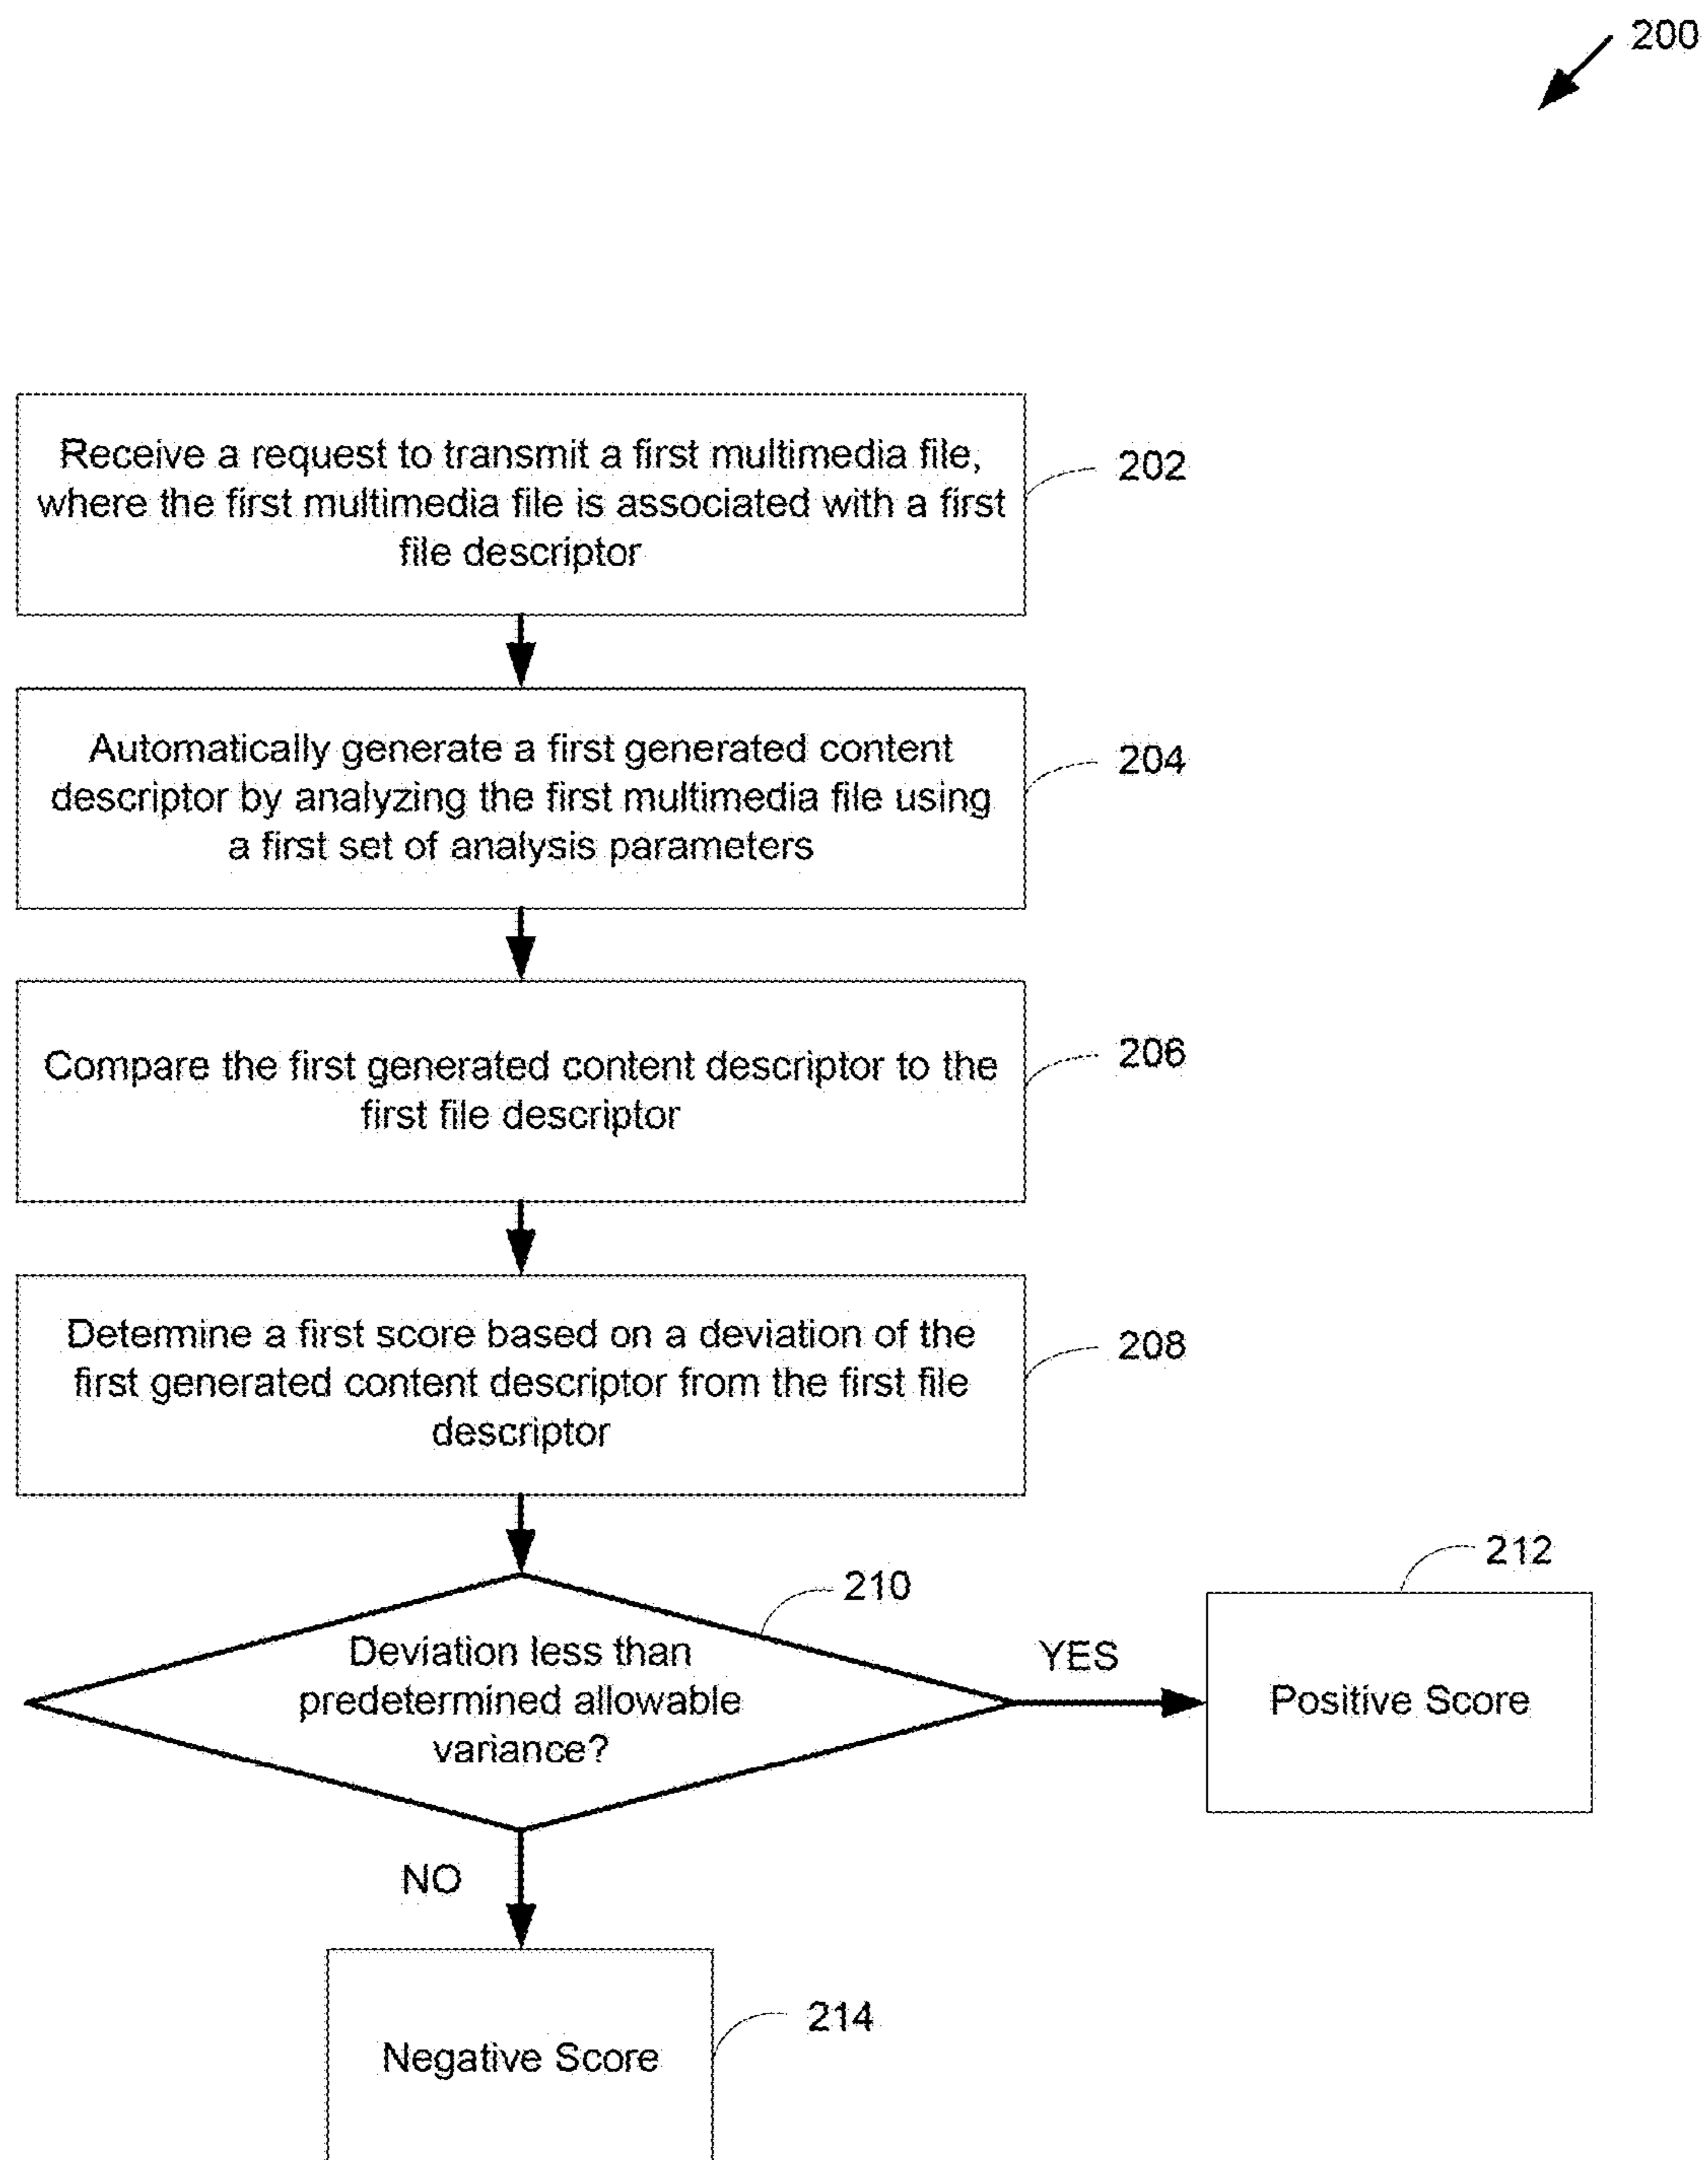 200
Receive a request to transmit a first multimedia file,
where the first multimedia file is associated with a first
file descriptor
202
Automatically generate a first generated content
descriptor by analyzing the first multimedia file using
a first set of analysis parameters
204
Compare the first generated content descriptor to the
first file descriptor
206
Determine a first score based on a deviation of the
first generated content descriptor from the first file
descriptor
208
210
Deviation less than
predetermined allowable
variance?
YES
212
Positive Score
NO
214
Negative Score